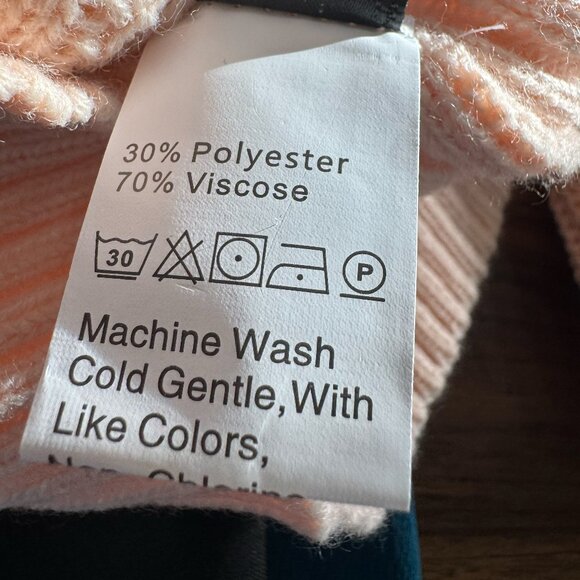 30% Polyester
70% Viscose
30 P
Machine Wash
Cold Gentle, With
Like Colors,